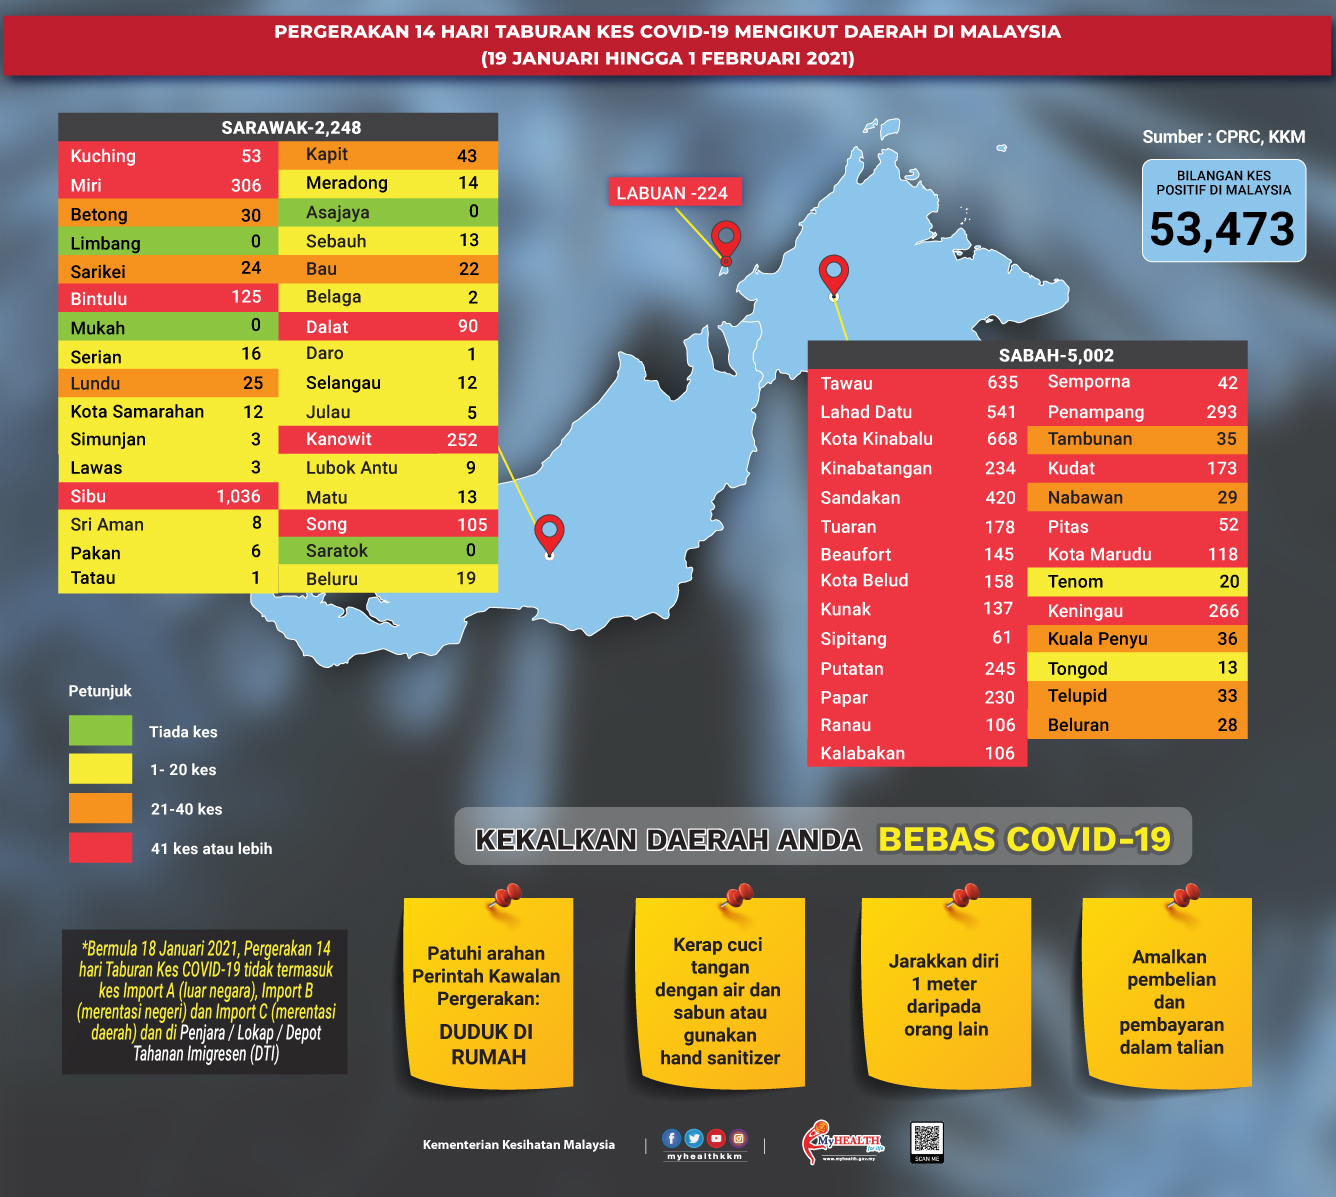 PERGERAKAN 14 HARI TABURAN KES COVID-19 MENGIKUT DAERAH DI MALAYSIA
(19 JANUARI HINGGA 1 FEBRUARI 2021)
Sumber : CPRC, KKM
BILANGAN KES
POSITIF DI MALAYSIA
53,473
LABUAN -224
SARAWAK-2,248
Kuching 53
Miri 306
Betong 30
Limbang 0
Sarikei 24
Bintulu 125
Mukah 0
Serian 16
Lundu 25
Kota Samarahan 12
Simunjan 3
Lawas 3
Sibu 1,036
Sri Aman 8
Pakan 6
Tatau 1
Kapit 43
Meradong 14
Asajaya 0
Sebauh 13
Bau 22
Belaga 2
Dalat 90
Daro 1
Selangau 12
Julau 5
Kanowit 252
Lubok Antu 9
Matu 13
Song 105
Saratok 0
Beluru 19
SABAH-5,002
Tawau 635
Lahad Datu 541
Kota Kinabalu 668
Kinabatangan 234
Sandakan 420
Tuaran 178
Beaufort 145
Kota Belud 158
Kunak 137
Sipitang 61
Putatan 245
Papar 230
Ranau 106
Kalabakan 106
Semporna 42
Penampang 293
Tambunan 35
Kudat 173
Nabawan 29
Pitas 52
Kota Marudu 118
Tenom 20
Keningau 266
Kuala Penyu 36
Tongod 13
Telupid 33
Beluran 28
Petunjuk
Tiada kes
1- 20 kes
21-40 kes
41 kes atau lebih
KEKALKAN DAERAH ANDA BEBAS COVID-19
*Bermula 18 Januari 2021, Pergerakan 14
hari Taburan Kes COVID-19 tidak termasuk
kes Import A (luar negara), Import B
(merentasi negeri) dan Import C (merentasi
daerah) dan di Penjara / Lokap / Depot
Tahanan Imigresen (DTI)
Patuhi arahan
Perintah Kawalan
Pergerakan:
DUDUK DI
RUMAH
Kerap cuci
tangan
dengan air dan
sabun atau
gunakan
hand sanitizer
Jarakkan diri
1 meter
daripada
orang lain
Amalkan
pembelian
dan
pembayaran
dalam talian
Kementerian Kesihatan Malaysia
myhealthkkm
MyHEALTH
for life
www.myhealth.gov.my
SCAN ME